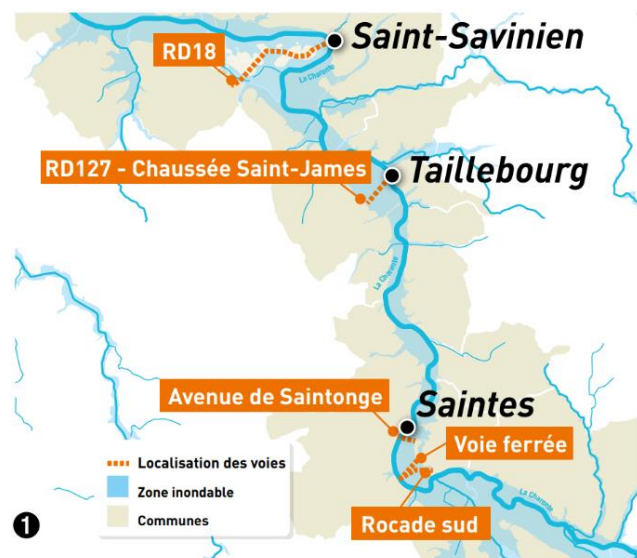 Saint-Savinien
RD18
La Charente
RD127 - Chaussée Saint-James
Taillebourg
La Charente
Avenue de Saintonge
Saintes
Voie ferrée
Localisation des voies
Zone inondable
Communes
La Charente
Rocade sud
1